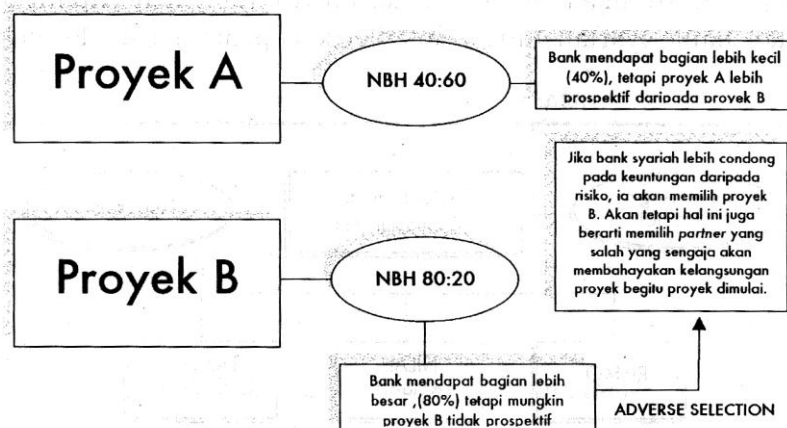 Proyek A
NBH 40:60
Bank mendapat bagian lebih kecil
(40%), tetapi proyek A lebih
prospektif daripada proyek B
Jika bank syariah lebih condong
pada keuntungan daripada
risiko, ia akan memilih proyek
B. Akan tetapi hal ini juga
berarti memilih partner yang
salah yang sengaja akan
membahayakan kelangsungan
proyek begitu proyek dimulai.
Proyek B
NBH 80:20
Bank mendapat bagian lebih
besar ,(80%) tetapi mungkin
proyek B tidak prospektif
ADVERSE SELECTION